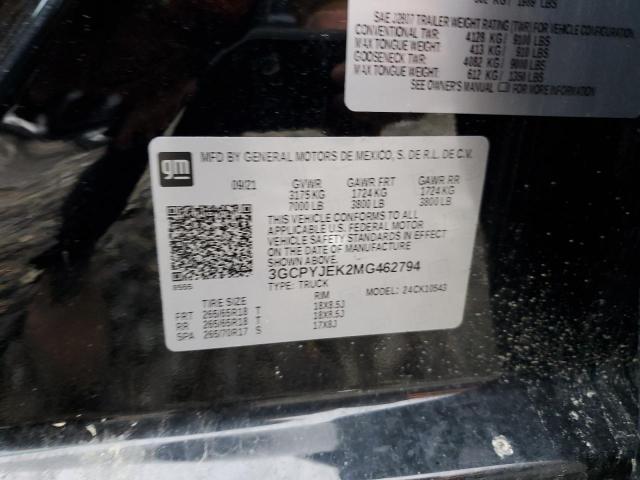 SAE J2807 TRAILER WEIGHT RATING (TWR) FOR VEHICLE CONFIGURATION
CONVENTIONAL TWR: 4128 KG / 9100 LBS
MAX TONGUE WEIGHT: 413 KG / 910 LBS
GOOSENECK TWR: 4082 KG / 9000 LBS
MAX TONGUE WEIGHT: 612 KG / 1350 LBS
SEE OWNER'S MANUAL FOR MORE INFORMATION
gm MFD BY GENERAL MOTORS DE MEXICO, S. DE R.L. DE C.V.
09/21 GVWR GAWR FRT GAWR RR
3175 KG 1724 KG 1724 KG
7000 LB 3800 LB 3800 LB
THIS VEHICLE CONFORMS TO ALL
APPLICABLE U.S. FEDERAL MOTOR
VEHICLE SAFETY STANDARDS IN EFFECT
ON THE DATE OF MANUFACTURE
SHOWN ABOVE.
3GCPYJEK2MG462794
TYPE: TRUCK MODEL: 24CK10543
TIRE SIZE RIM
FRT 265/65R18 T 18X8.5J
RR 265/65R18 T 18X8.5J
SPA 265/70R17 S 17X8J